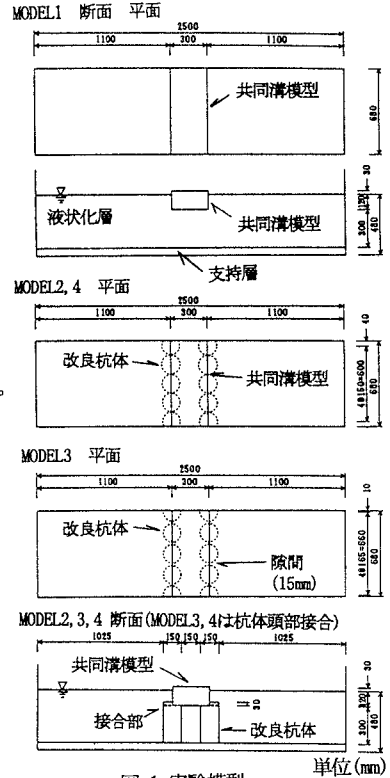 MODEL1 断面 平面
2500
1100 300 1100
共同溝模型
680
液状化層
共同溝模型
支持層
30
120
300
480
MODEL2,4 平面
2500
1100 300 1100
改良杭体
共同溝模型
40
4@150=600
680
。
MODEL3 平面
2500
1100 300 1100
改良杭体
隙間
(15mm)
10
4@165=660
680
MODEL2,3,4 断面(MODEL3,4は杭体頭部接合)
1025 150 150 150 1025
共同溝模型
接合部
改良杭体
30
30
120
300
480
単位(mm)
図-1 実験模型